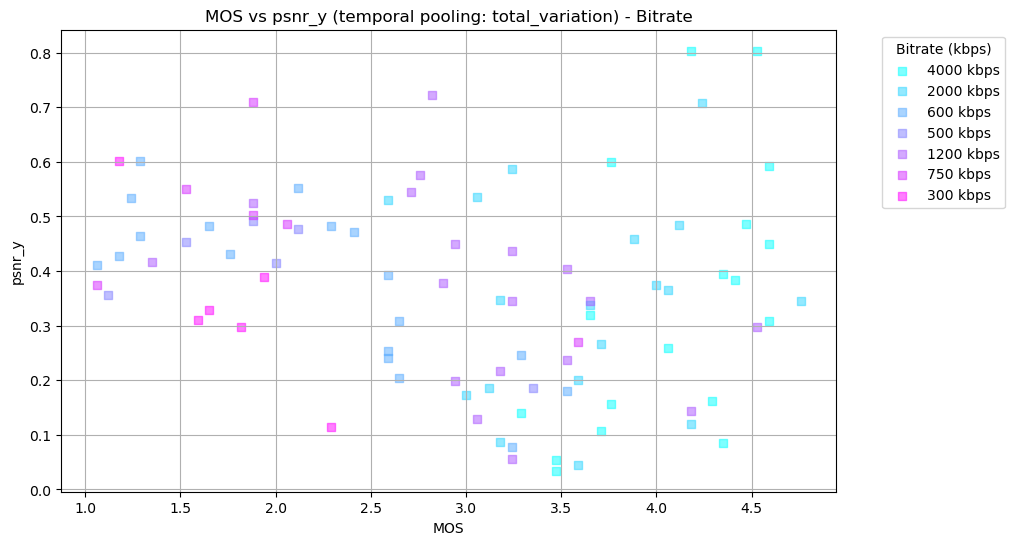 MOS vs psnr_y (temporal pooling: total_variation) - Bitrate
psnr_y
0.8
0.7
0.6
0.5
0.4
0.3
0.2
0.1
0.0
1.0 1.5 2.0 2.5 3.0 3.5 4.0 4.5
MOS
Bitrate (kbps)
4000 kbps
2000 kbps
600 kbps
500 kbps
1200 kbps
750 kbps
300 kbps